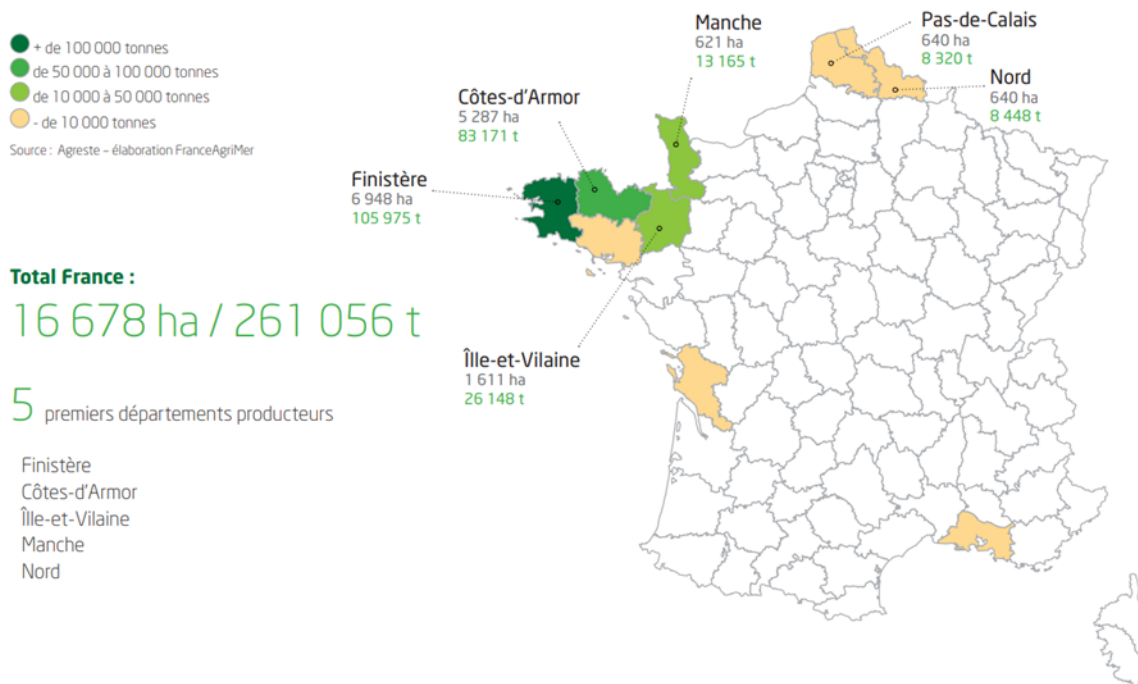 + de 100 000 tonnes
de 50 000 à 100 000 tonnes
de 10 000 à 50 000 tonnes
- de 10 000 tonnes
Source : Agreste – élaboration FranceAgriMer
Manche
621 ha
13 165 t
Pas-de-Calais
640 ha
8 320 t
Nord
640 ha
8 448 t
Côtes-d'Armor
5 287 ha
83 171 t
Finistère
6 948 ha
105 975 t
Îlle-et-Vilaine
1 611 ha
26 148 t
Total France :
16 678 ha / 261 056 t
5 premiers départements producteurs
Finistère
Côtes-d'Armor
Îlle-et-Vilaine
Manche
Nord